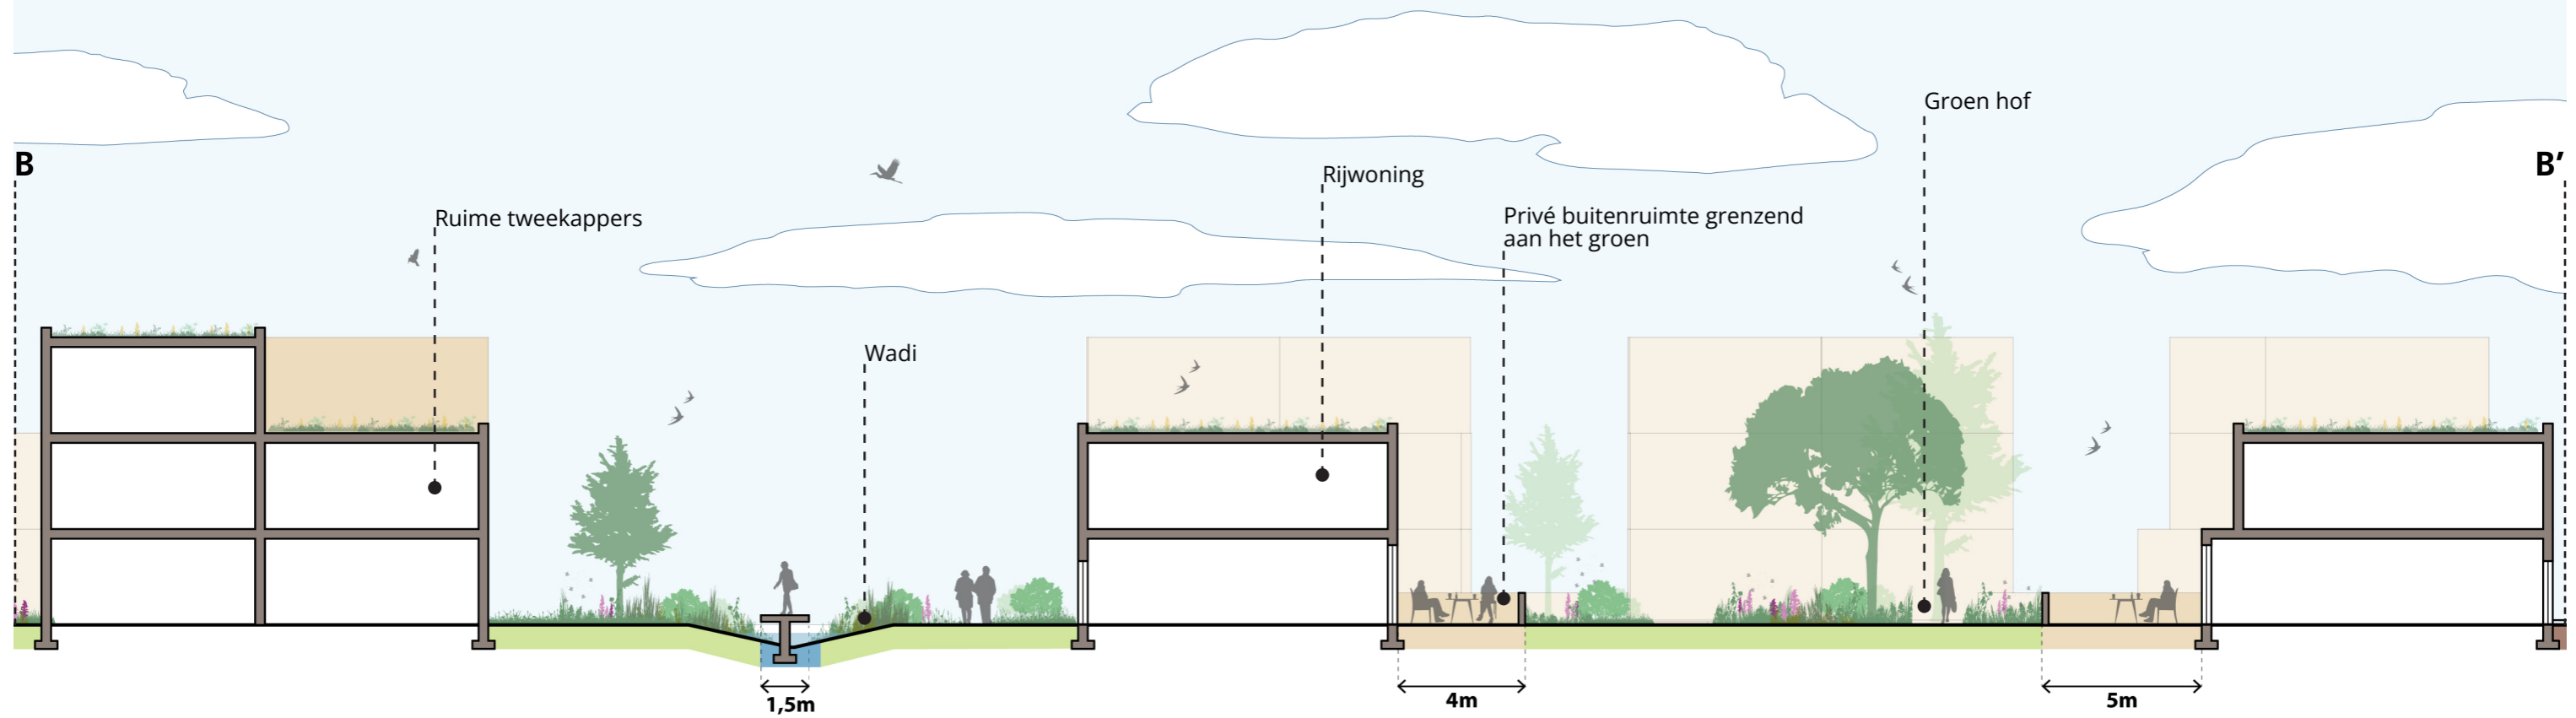 B
B’
Groen hof
Rijwoning
Privé buitenruimte grenzend
aan het groen
Ruime tweekappers
Wadi
1,5m
4m
5m